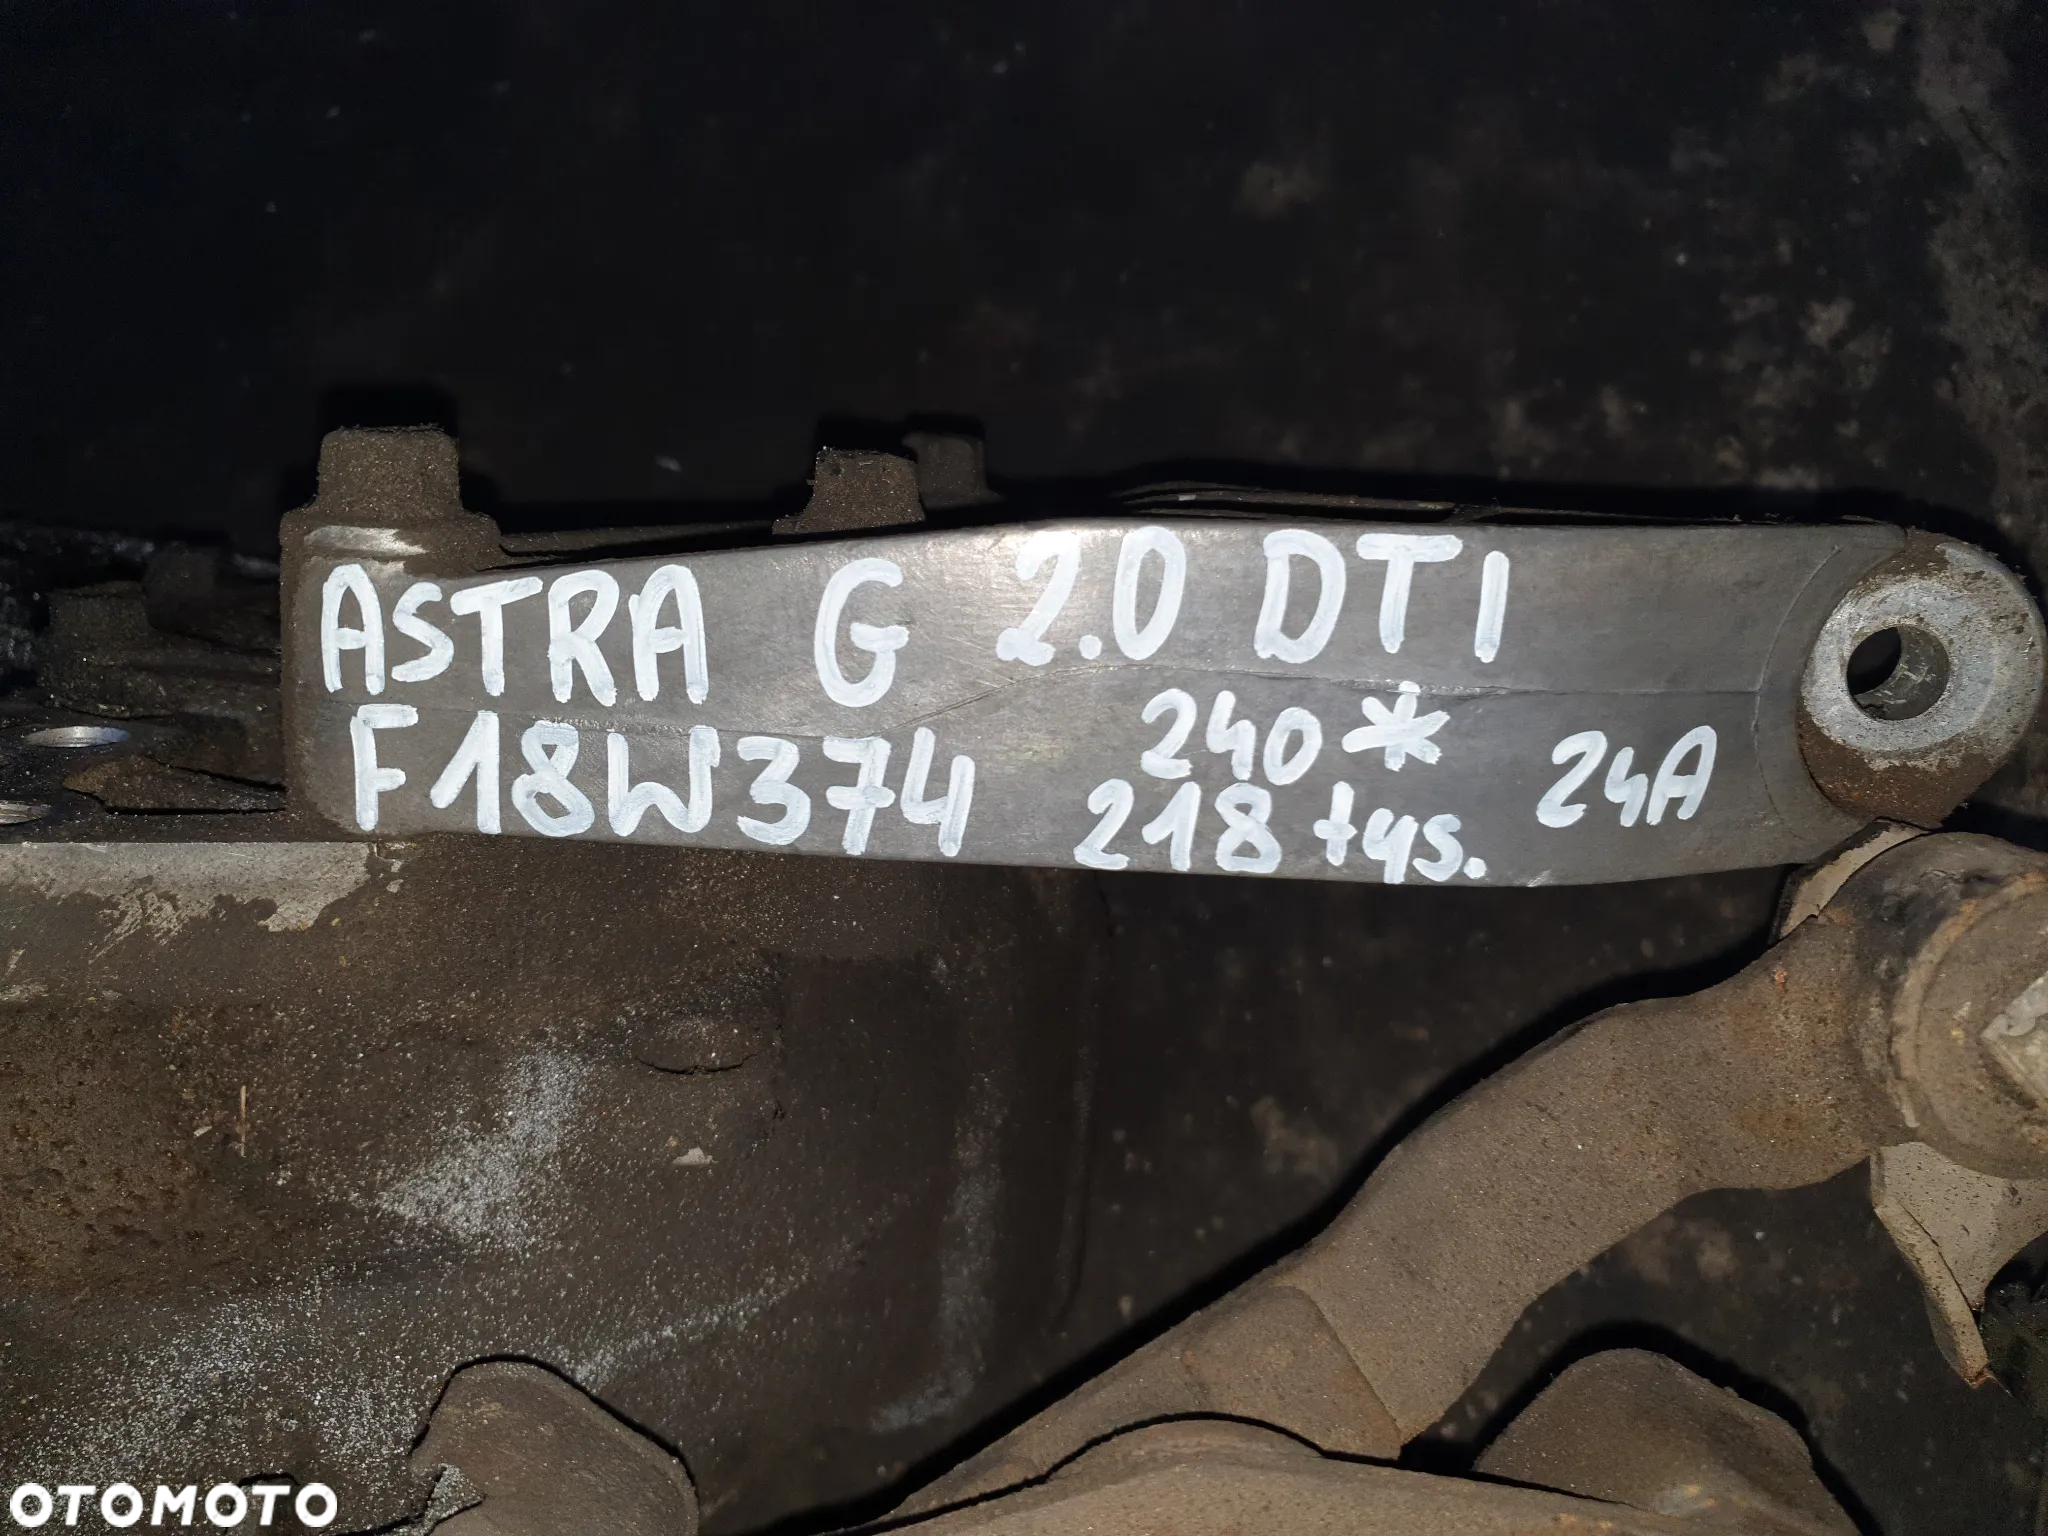 ASTRA G 2.0 DTI
F18W374 240* 24A
218 tys.
OTOMOTO